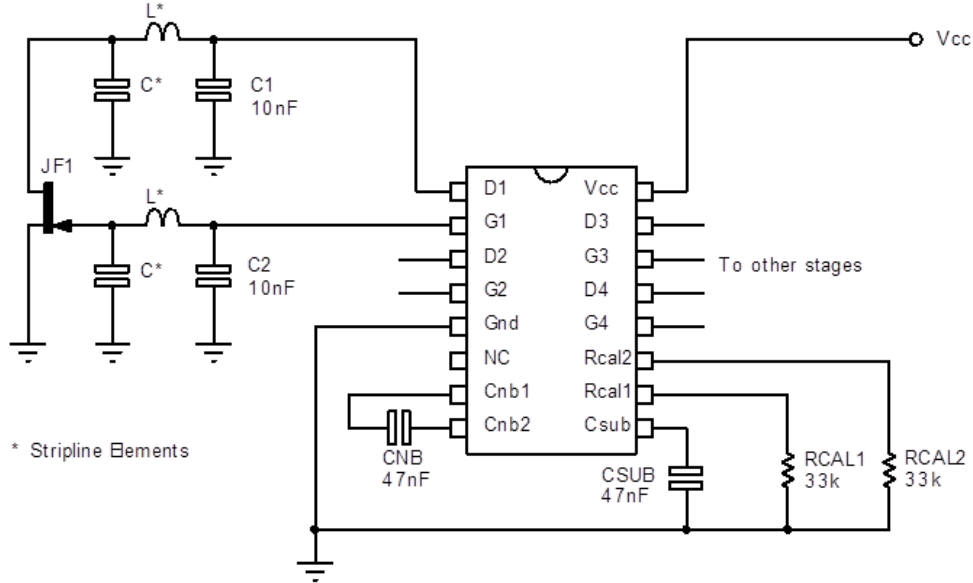 L*
Vcc
C*
C1
10nF
JF1
L*
C*
C2
10nF
D1
G1
D2
G2
Gnd
NC
Cnb1
Cnb2
Vcc
D3
G3
D4
G4
Rcal2
Rcal1
Csub
To other stages
* Stripline Elements
CNB
47nF
CSUB
47nF
RCAL1
33k
RCAL2
33k